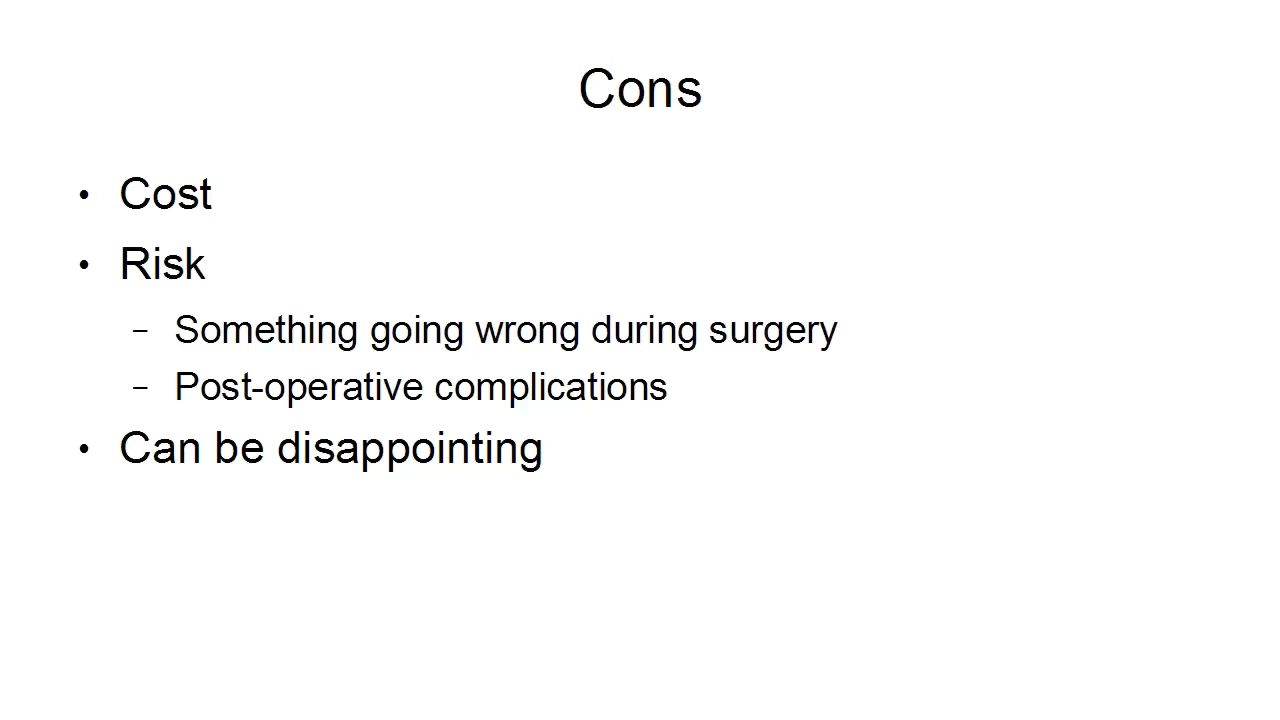 Cons
• Cost
• Risk
– Something going wrong during surgery
– Post-operative complications
• Can be disappointing